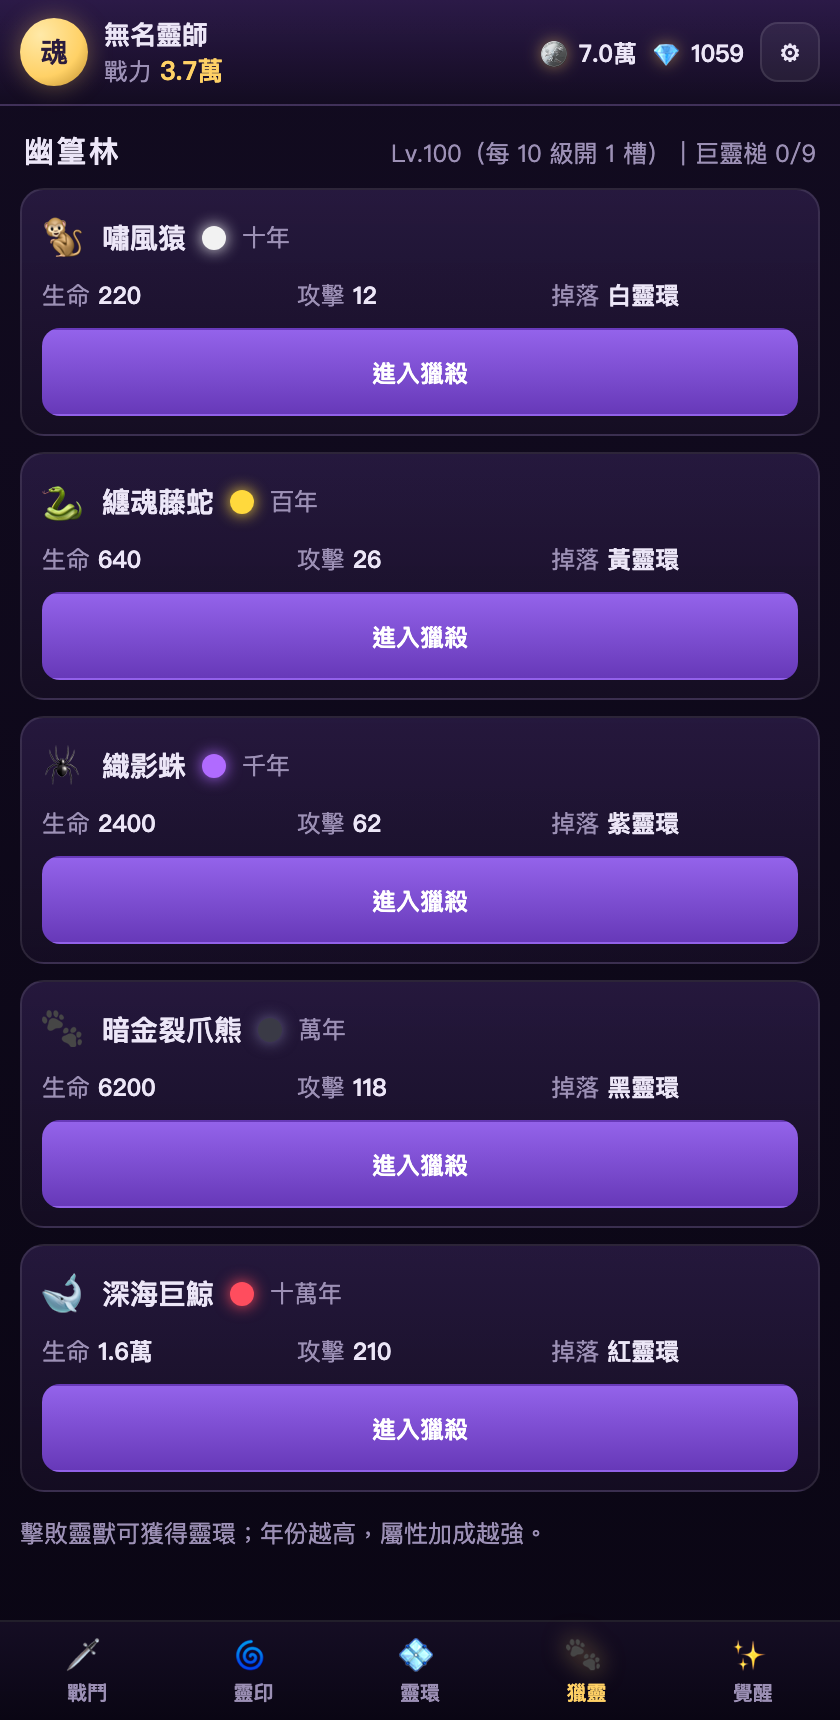 魂
無名靈師
戰力 3.7萬
7.0萬 1059
幽篁林
Lv.100（每 10 級開 1 槽）｜巨靈槌 0/9
嘯風猿 十年
生命 220 攻擊 12 掉落 白靈環
進入獵殺
纏魂藤蛇 百年
生命 640 攻擊 26 掉落 黃靈環
進入獵殺
織影蛛 千年
生命 2400 攻擊 62 掉落 紫靈環
進入獵殺
暗金裂爪熊 萬年
生命 6200 攻擊 118 掉落 黑靈環
進入獵殺
深海巨鯨 十萬年
生命 1.6萬 攻擊 210 掉落 紅靈環
進入獵殺
擊敗靈獸可獲得靈環；年份越高，屬性加成越強。
戰鬥 靈印 靈環 獵靈 覺醒